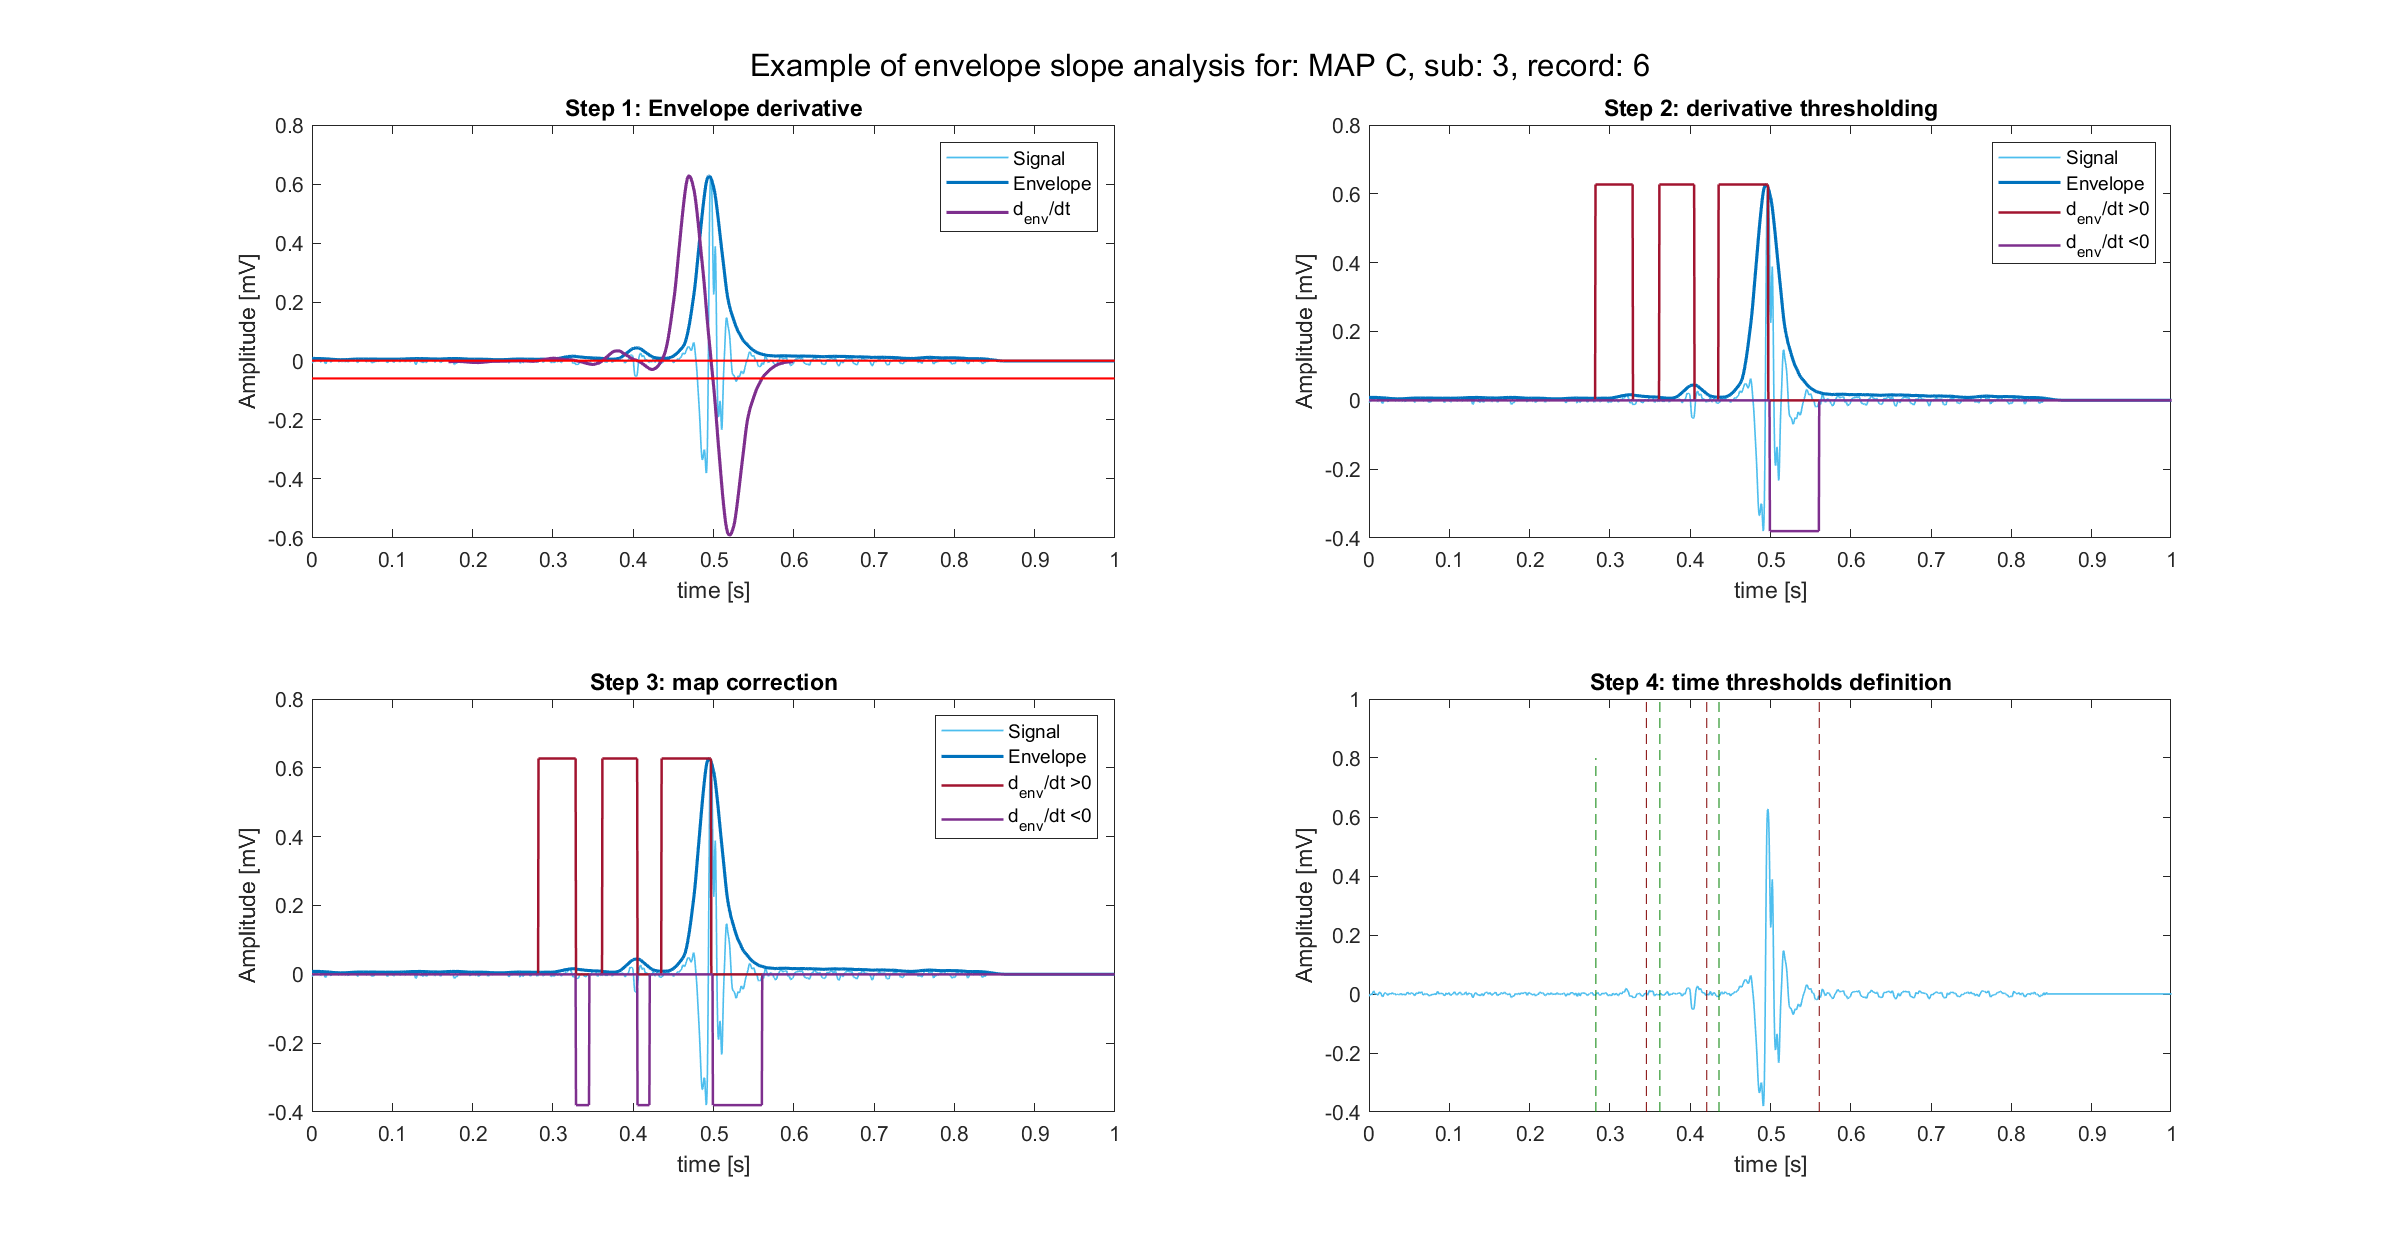 Example of envelope slope analysis for: MAP C, sub: 3, record: 6
Step 1: Envelope derivative
Amplitude [mV]
0.8
0.6
0.4
0.2
0
-0.2
-0.4
-0.6
0 0.1 0.2 0.3 0.4 0.5 0.6 0.7 0.8 0.9 1
time [s]
Signal
Envelope
d_env/dt
Step 2: derivative thresholding
Amplitude [mV]
0.8
0.6
0.4
0.2
0
-0.2
-0.4
0 0.1 0.2 0.3 0.4 0.5 0.6 0.7 0.8 0.9 1
time [s]
Signal
Envelope
d_env/dt >0
d_env/dt <0
Step 3: map correction
Amplitude [mV]
0.8
0.6
0.4
0.2
0
-0.2
-0.4
0 0.1 0.2 0.3 0.4 0.5 0.6 0.7 0.8 0.9 1
time [s]
Signal
Envelope
d_env/dt >0
d_env/dt <0
Step 4: time thresholds definition
Amplitude [mV]
1
0.8
0.6
0.4
0.2
0
-0.2
-0.4
0 0.1 0.2 0.3 0.4 0.5 0.6 0.7 0.8 0.9 1
time [s]